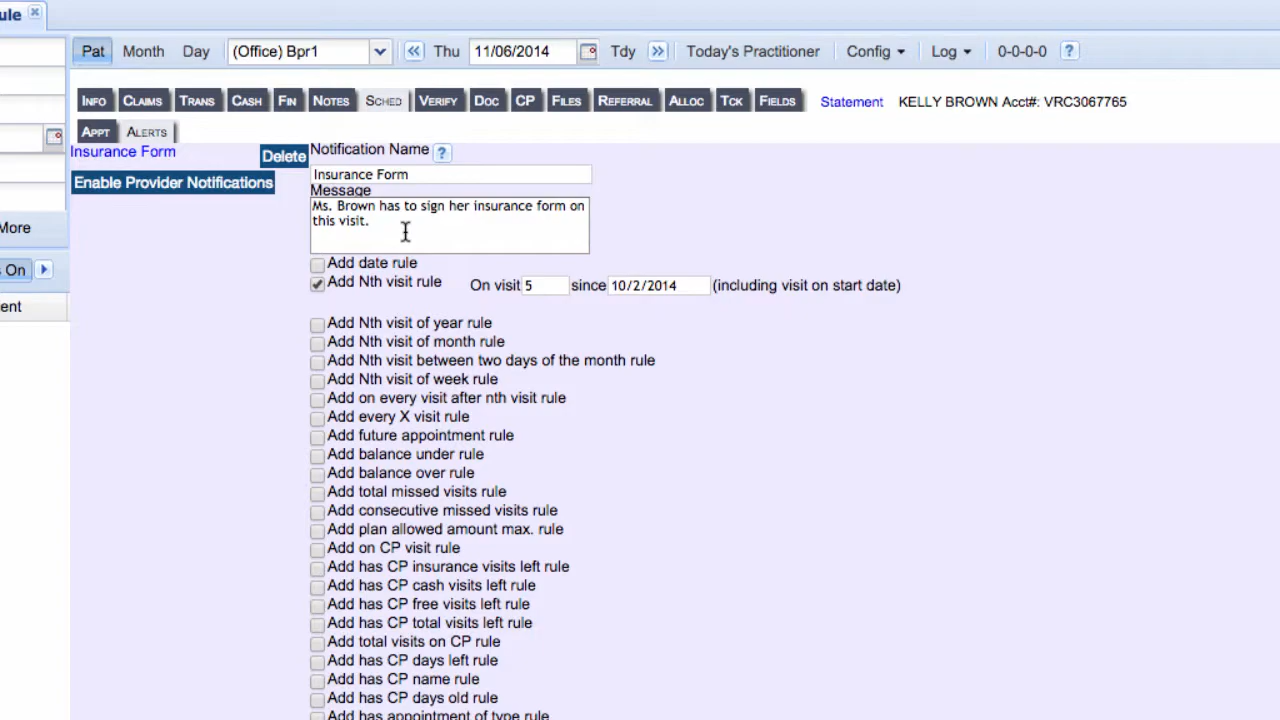 ule
Pat Month Day (Office) Bpr1 Thu 11/06/2014 Tdy Today's Practitioner Config Log 0-0-0-0 ?
INFO CLAIMS TRANS CASH FIN NOTES SCHED VERIFY DOC CP FILES REFERRAL ALLOC TCK FIELDS Statement KELLY BROWN Acct#: VRC3067765
APPT ALERTS
Insurance Form Delete Notification Name ?
Enable Provider Notifications Insurance Form
Message
Ms. Brown has to sign her insurance form on
this visit.
More
s On
ent
Add date rule
Add Nth visit rule On visit 5 since 10/2/2014 (including visit on start date)
Add Nth visit of year rule
Add Nth visit of month rule
Add Nth visit between two days of the month rule
Add Nth visit of week rule
Add on every visit after nth visit rule
Add every X visit rule
Add future appointment rule
Add balance under rule
Add balance over rule
Add total missed visits rule
Add consecutive missed visits rule
Add plan allowed amount max. rule
Add on CP visit rule
Add has CP insurance visits left rule
Add has CP cash visits left rule
Add has CP free visits left rule
Add has CP total visits left rule
Add total visits on CP rule
Add has CP days left rule
Add has CP name rule
Add has CP days old rule
Add has appointment of type rule